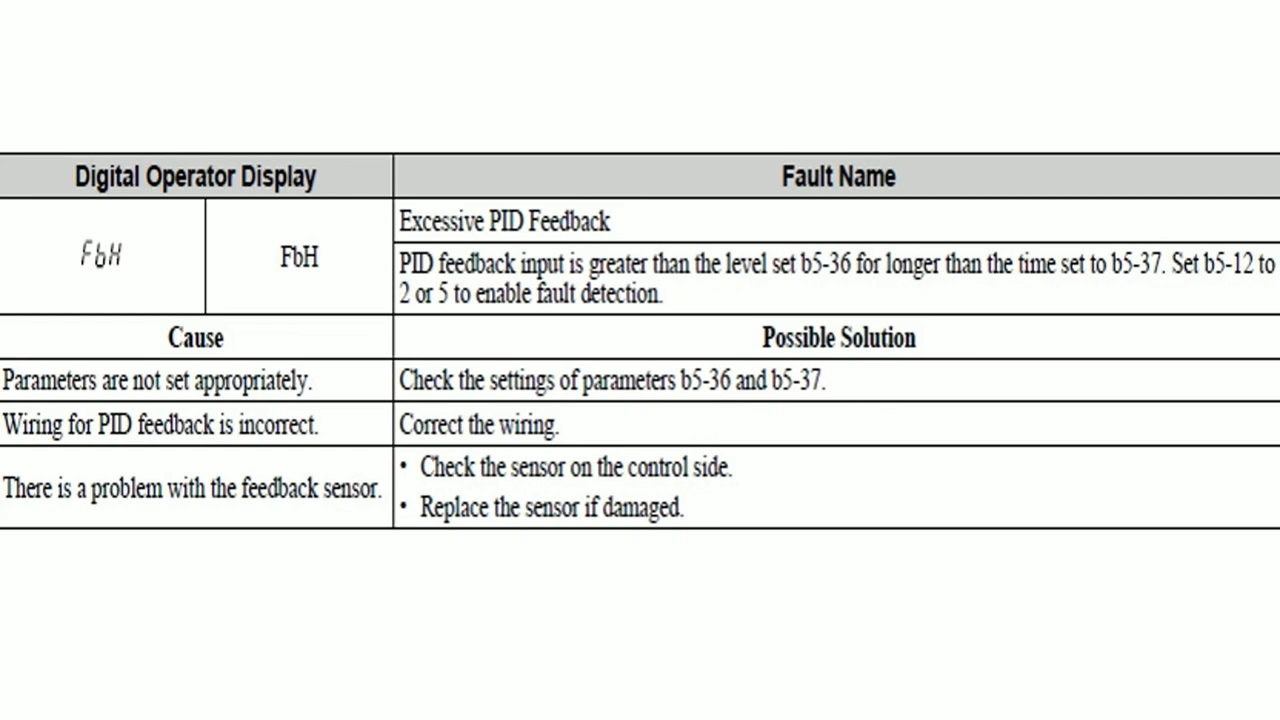 Digital Operator Display
Fault Name
FbH
FbH
Excessive PID Feedback
PID feedback input is greater than the level set b5-36 for longer than the time set to b5-37. Set b5-12 to
2 or 5 to enable fault detection.
Cause
Possible Solution
Parameters are not set appropriately.
Check the settings of parameters b5-36 and b5-37.
Wiring for PID feedback is incorrect.
Correct the wiring.
There is a problem with the feedback sensor.
• Check the sensor on the control side.
• Replace the sensor if damaged.